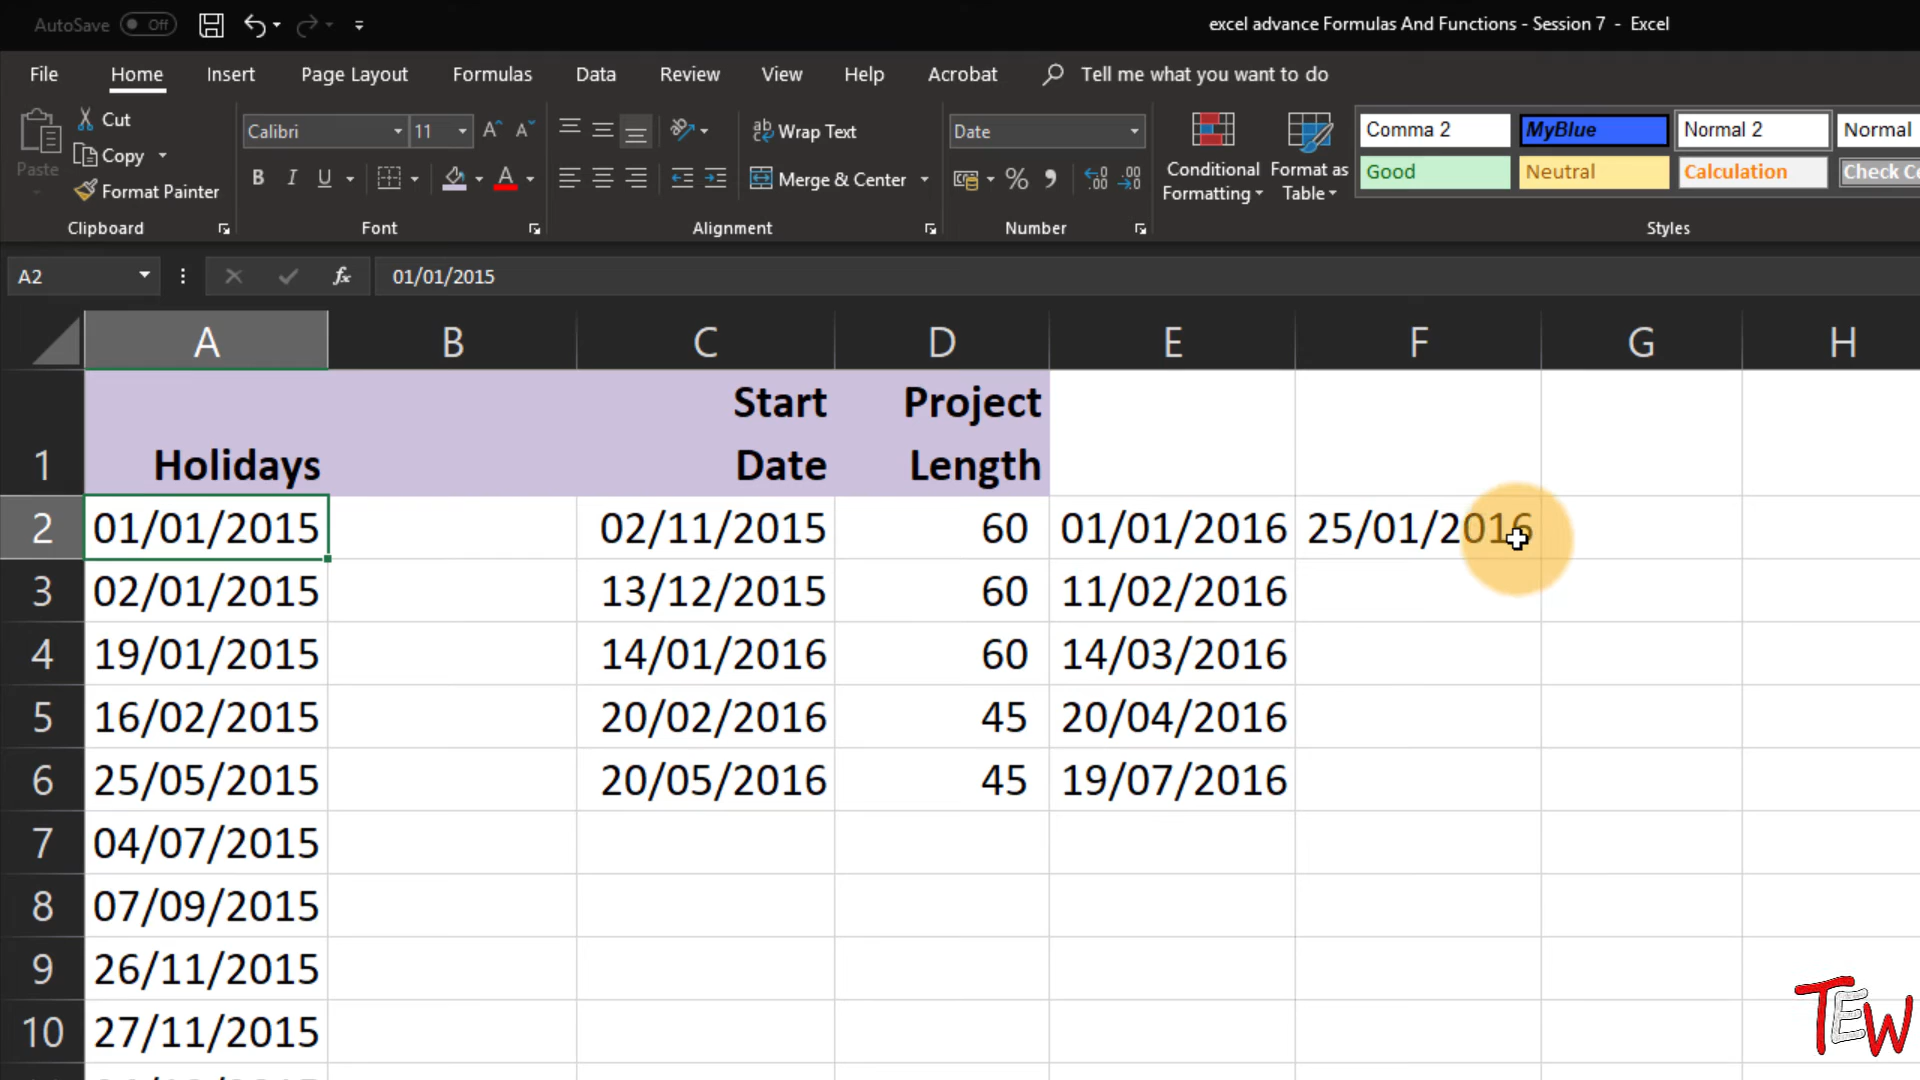 AutoSave Off
excel advance Formulas And Functions - Session 7 - Excel
File Home Insert Page Layout Formulas Data Review View Help Acrobat Tell me what you want to do
Paste
Cut
Copy
Format Painter
Clipboard
Calibri 11
B I U
Font
Wrap Text
Merge & Center
Alignment
Date
Number
Conditional Formatting
Format as Table
Comma 2 MyBlue Normal 2 Normal
Good Neutral Calculation Check
Styles
A2 fx 01/01/2015
A B C D E F G H
1 Holidays Start Date Project Length
2 01/01/2015 02/11/2015 60 01/01/2016 25/01/2016
3 02/01/2015 13/12/2015 60 11/02/2016
4 19/01/2015 14/01/2016 60 14/03/2016
5 16/02/2015 20/02/2016 45 20/04/2016
6 25/05/2015 20/05/2016 45 19/07/2016
7 04/07/2015
8 07/09/2015
9 26/11/2015
10 27/11/2015
TEW